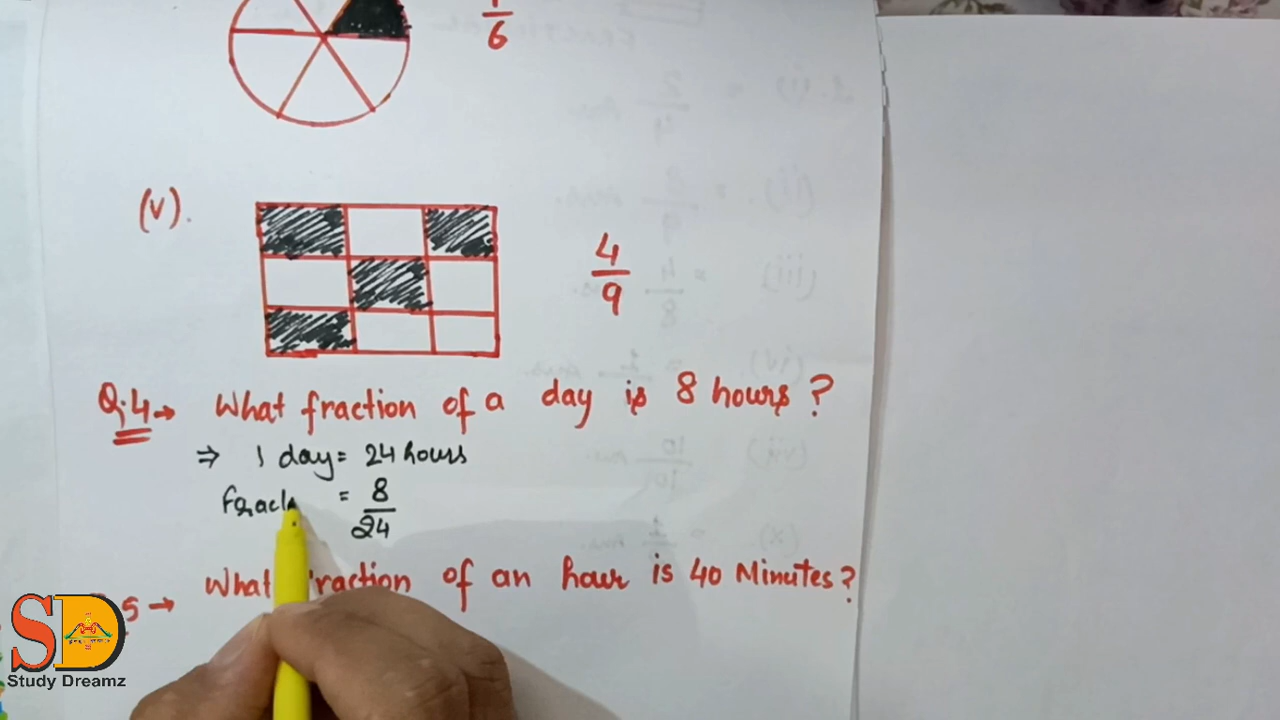 1
6
(v).
4
9
Q.4→ What fraction of a day is 8 hours?
⇒ 1 day = 24 hours
= 8
24
5→ What fraction of an hour is 40 Minutes?
SD
Study Dreamz